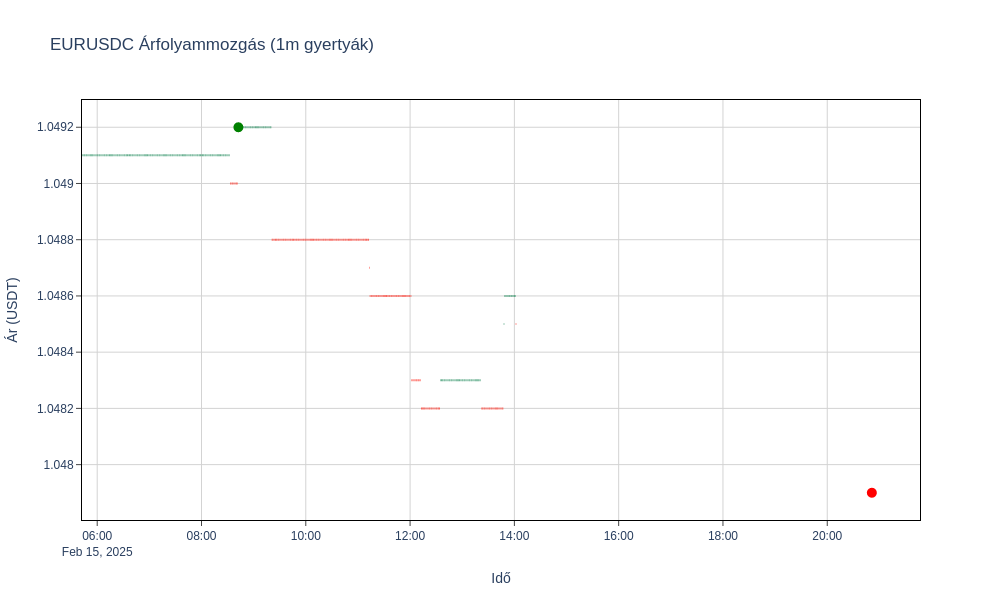 EURUSDC Árfolyammozgás (1m gyertyák)
Ár (USDT)
1.0492
1.049
1.0488
1.0486
1.0484
1.0482
1.048
06:00 08:00 10:00 12:00 14:00 16:00 18:00 20:00
Feb 15, 2025
Idő